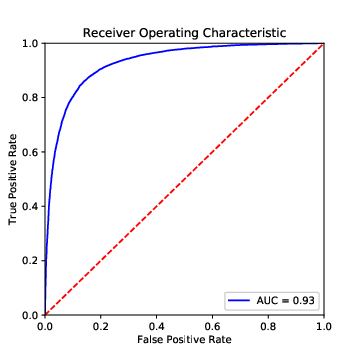 Receiver Operating Characteristic
1.0
0.8
0.6
0.4
0.2
0.0
True Positive Rate
0.0 0.2 0.4 0.6 0.8 1.0
False Positive Rate
AUC = 0.93